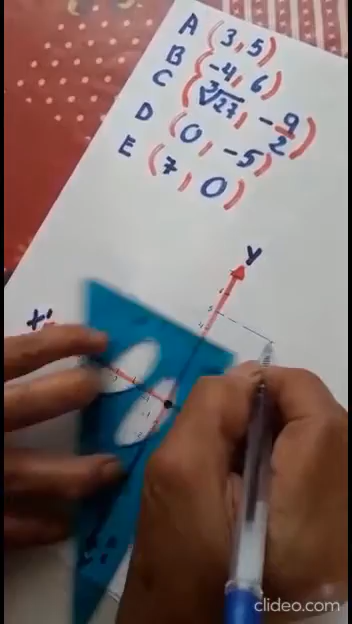 A (3, 5)
B (-4, 6)
C (∛27, -9/2)
D (0, -5)
E (7, 0)
Y
X'
clideo.com